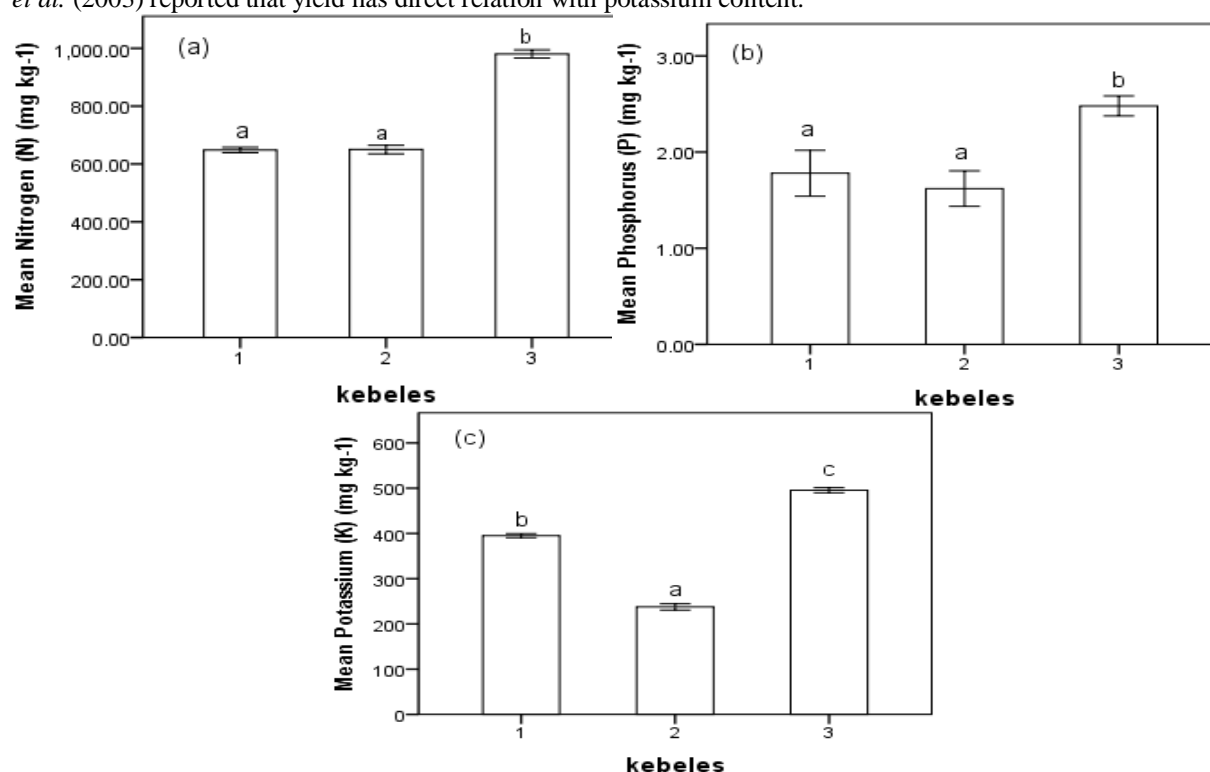 et al. (2005) reported that yield has direct relation with potassium content.
(a)
Mean Nitrogen (N) (mg kg-1)
1,000.00
800.00
600.00
400.00
200.00
0.00
a
a
b
1 2 3
kebeles
(b)
Mean Phosphorus (P) (mg kg-1)
3.00
2.00
1.00
0.00
a
a
b
1 2 3
kebeles
(c)
Mean Potassium (K) (mg kg-1)
600
500
400
300
200
100
0
b
a
c
1 2 3
kebeles